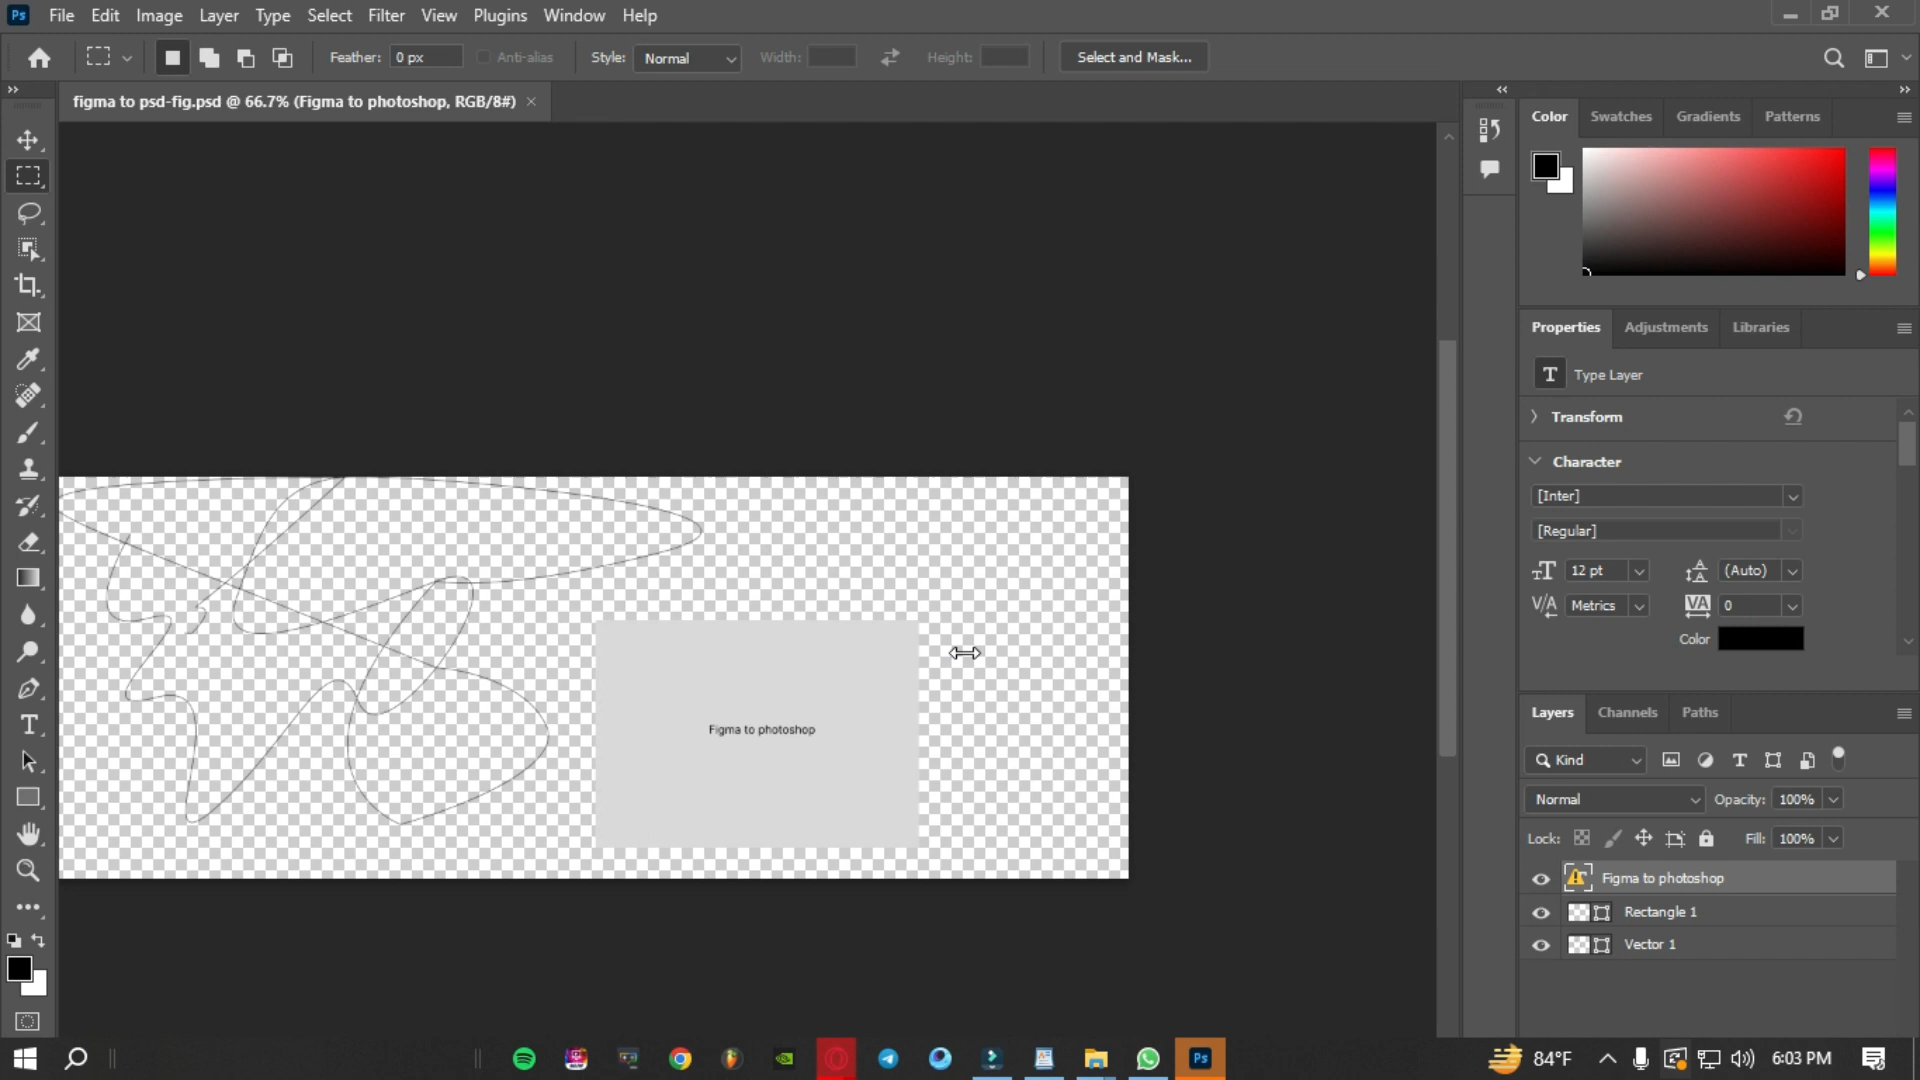 Ps File Edit Image Layer Type Select Filter View Plugins Window Help
Feather: 0 px Anti-alias Style: Normal Width: Height: Select and Mask...
figma to psd-fig.psd @ 66.7% (Figma to photoshop, RGB/8#) ×
Color Swatches Gradients Patterns
Properties Adjustments Libraries
T Type Layer
Transform
Character
[Inter]
[Regular]
12 pt (Auto)
Metrics 0
Color
Figma to photoshop
Layers Channels Paths
Kind
Normal Opacity: 100%
Lock: Fill: 100%
Figma to photoshop
Rectangle 1
Vector 1
Ps 84°F 6:03 PM